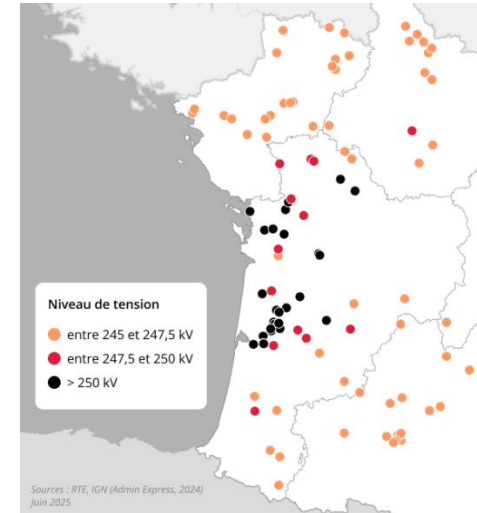 Niveau de tension
entre 245 et 247,5 kV
entre 247,5 et 250 kV
> 250 kV
Sources : RTE, IGN (Admin Express, 2024)
Juin 2025